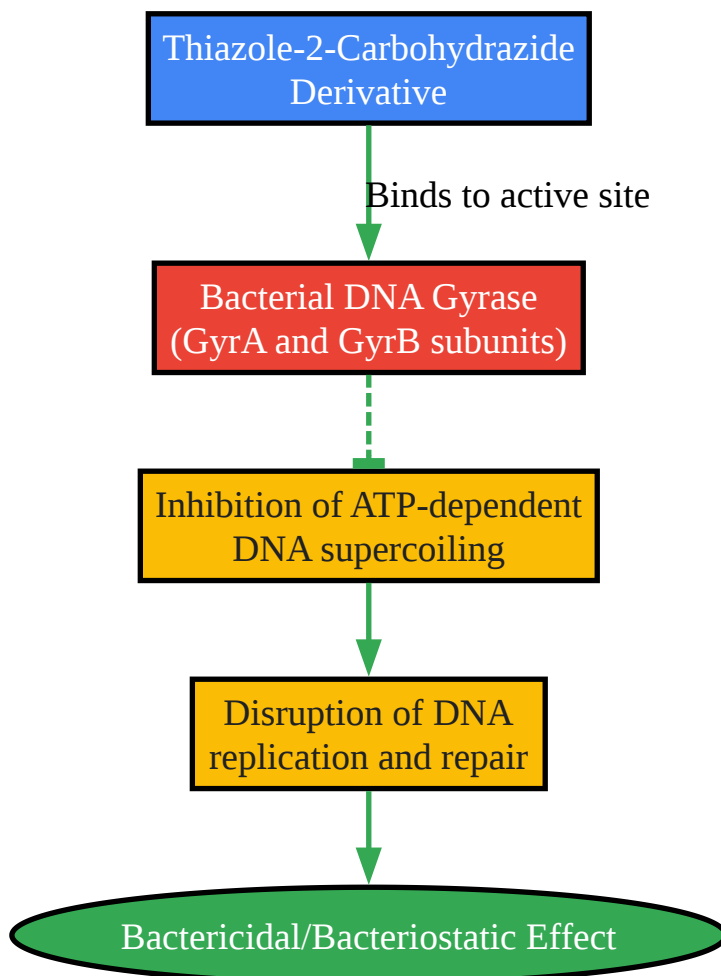 Thiazole-2-Carbohydrazide
Derivative
Binds to active site
Bacterial DNA Gyrase
(GyrA and GyrB subunits)
Inhibition of ATP-dependent
DNA supercoiling
Disruption of DNA
replication and repair
Bactericidal/Bacteriostatic Effect